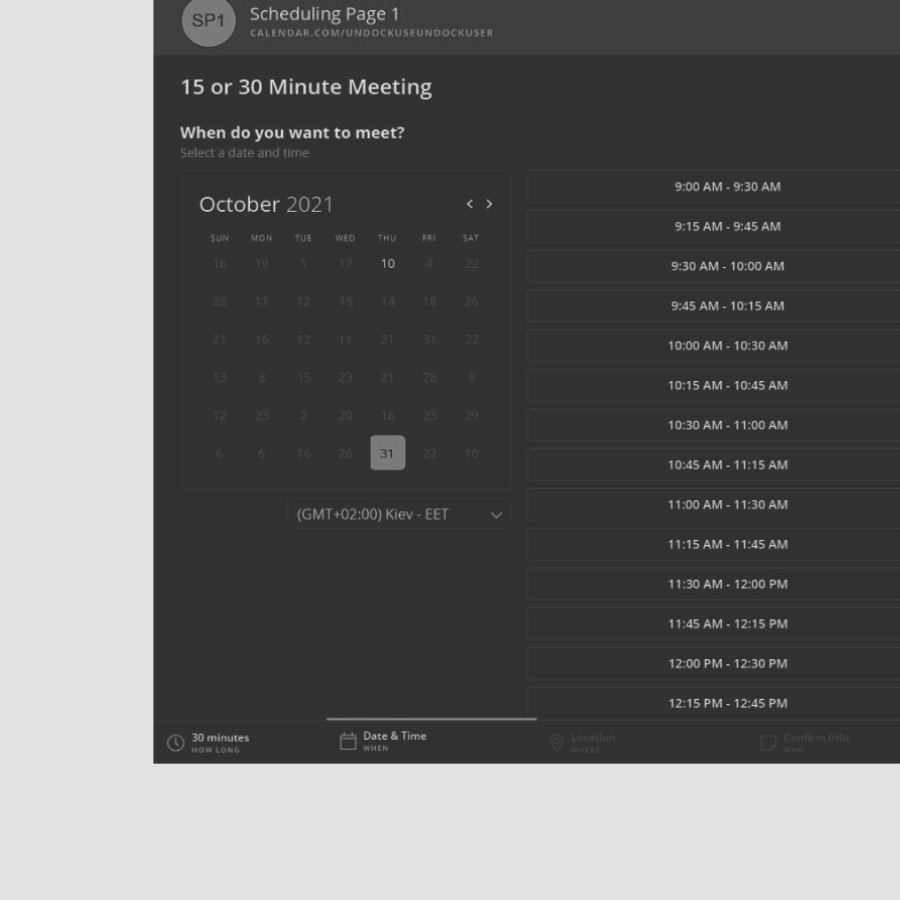 SP1
Scheduling Page 1
CALENDAR.COM/UNDOCKUSEUNDOCKUSER
15 or 30 Minute Meeting
When do you want to meet?
Select a date and time
October 2021
SUN MON TUE WED THU FRI SAT
16 19 1 17 10 4 22
28 11 12 15 14 18 26
21 16 12 11 21 31 22
13 8 15 23 21 28 8
12 23 2 20 16 23 29
6 6 16 26 31 22 10
(GMT+02:00) Kiev - EET
9:00 AM - 9:30 AM
9:15 AM - 9:45 AM
9:30 AM - 10:00 AM
9:45 AM - 10:15 AM
10:00 AM - 10:30 AM
10:15 AM - 10:45 AM
10:30 AM - 11:00 AM
10:45 AM - 11:15 AM
11:00 AM - 11:30 AM
11:15 AM - 11:45 AM
11:30 AM - 12:00 PM
11:45 AM - 12:15 PM
12:00 PM - 12:30 PM
12:15 PM - 12:45 PM
30 minutes
HOW LONG
Date & Time
WHEN
Location
WHERE
Confirm Info
WHO